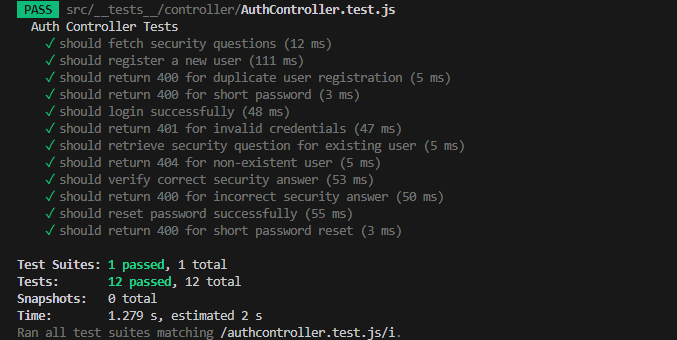 PASS src/__tests__/controller/AuthController.test.js
Auth Controller Tests
✓ should fetch security questions (12 ms)
✓ should register a new user (111 ms)
✓ should return 400 for duplicate user registration (5 ms)
✓ should return 400 for short password (3 ms)
✓ should login successfully (48 ms)
✓ should return 401 for invalid credentials (47 ms)
✓ should retrieve security question for existing user (5 ms)
✓ should return 404 for non-existent user (5 ms)
✓ should verify correct security answer (53 ms)
✓ should return 400 for incorrect security answer (50 ms)
✓ should reset password successfully (55 ms)
✓ should return 400 for short password reset (3 ms)
Test Suites: 1 passed, 1 total
Tests: 12 passed, 12 total
Snapshots: 0 total
Time: 1.279 s, estimated 2 s
Ran all test suites matching /authcontroller.test.js/i.